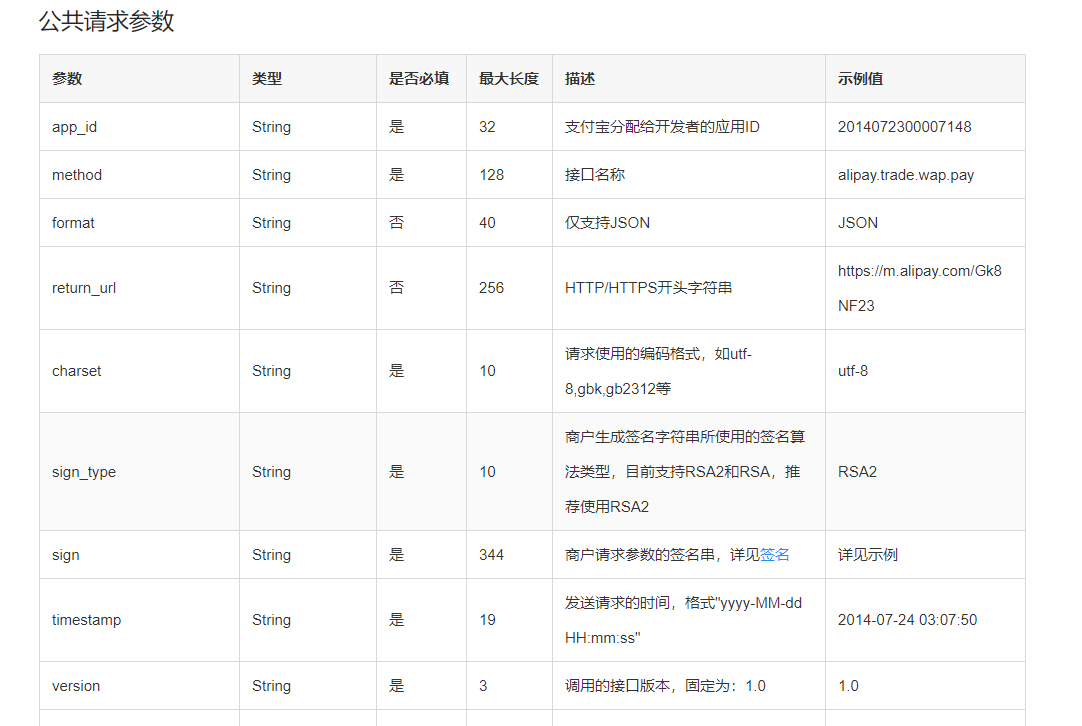 公共请求参数
参数 类型 是否必填 最大长度 描述 示例值
app_id String 是 32 支付宝分配给开发者的应用ID 2014072300007148
method String 是 128 接口名称 alipay.trade.wap.pay
format String 否 40 仅支持JSON JSON
return_url String 否 256 HTTP/HTTPS开头字符串 https://m.alipay.com/Gk8
NF23
charset String 是 10 请求使用的编码格式，如utf-
8,gbk,gb2312等 utf-8
sign_type String 是 10 商户生成签名字符串所使用的签名算
法类型，目前支持RSA2和RSA，推
荐使用RSA2 RSA2
sign String 是 344 商户请求参数的签名串，详见签名 详见示例
timestamp String 是 19 发送请求的时间，格式"yyyy-MM-dd
HH:mm:ss" 2014-07-24 03:07:50
version String 是 3 调用的接口版本，固定为：1.0 1.0